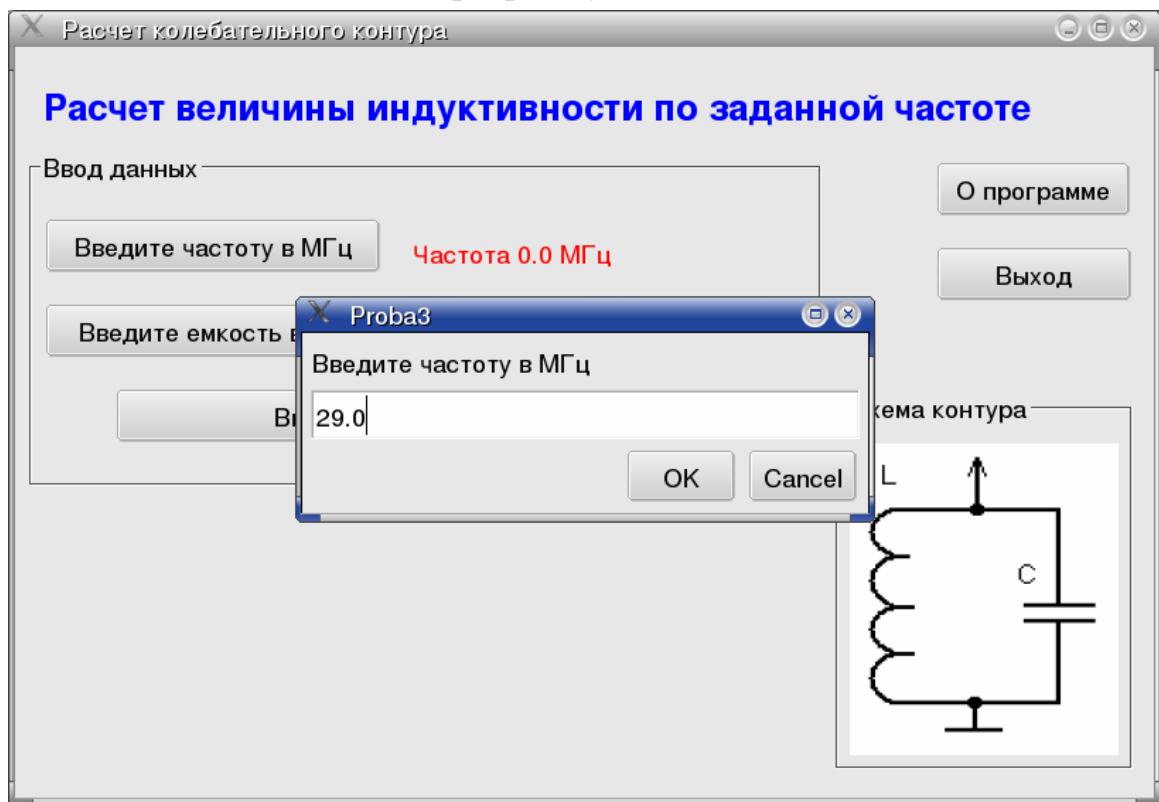 Расчет колебательного контура
Расчет величины индуктивности по заданной частоте
Ввод данных
О программе
Введите частоту в МГц
Частота 0.0 МГц
Выход
Введите емкость
Proba3
Введите частоту в МГц
29.0
OK
Cancel
контура
L
C